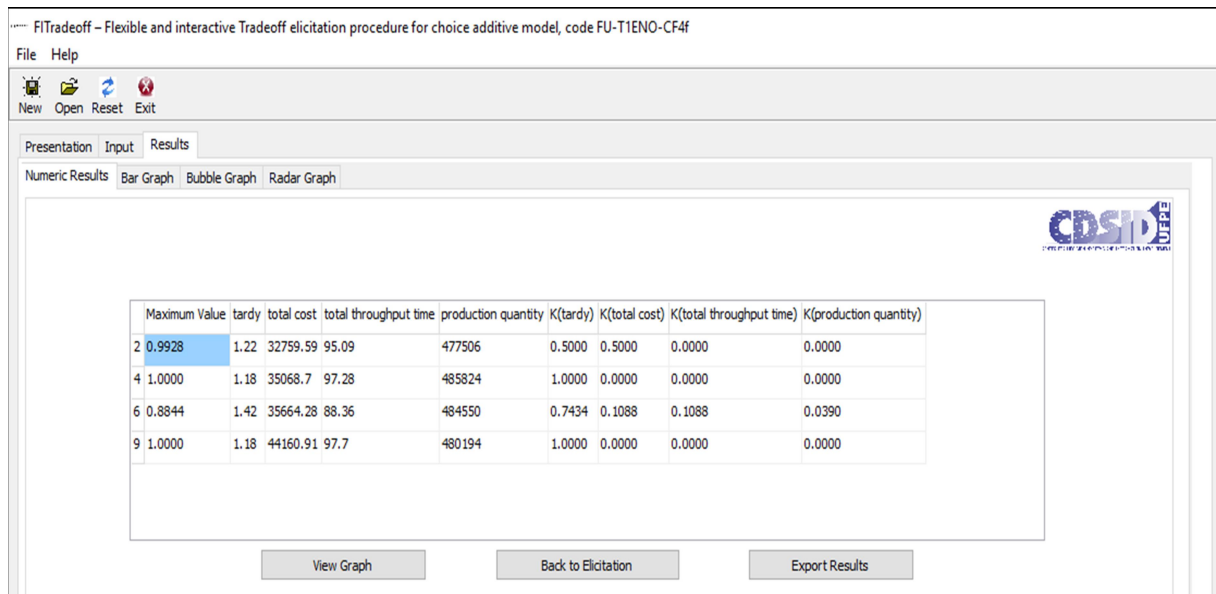 FITradeoff – Flexible and interactive Tradeoff elicitation procedure for choice additive model, code FU-T1ENO-CF4f
File Help
New Open Reset Exit
Presentation Input Results
Numeric Results Bar Graph Bubble Graph Radar Graph
CDSID UFPE
Maximum Value tardy total cost total throughput time production quantity K(tardy) K(total cost) K(total throughput time) K(production quantity)
2 0.9928 1.22 32759.59 95.09 477506 0.5000 0.5000 0.0000 0.0000
4 1.0000 1.18 35068.7 97.28 485824 1.0000 0.0000 0.0000 0.0000
6 0.8844 1.42 35664.28 88.36 484550 0.7434 0.1088 0.1088 0.0390
9 1.0000 1.18 44160.91 97.7 480194 1.0000 0.0000 0.0000 0.0000
View Graph Back to Elicitation Export Results